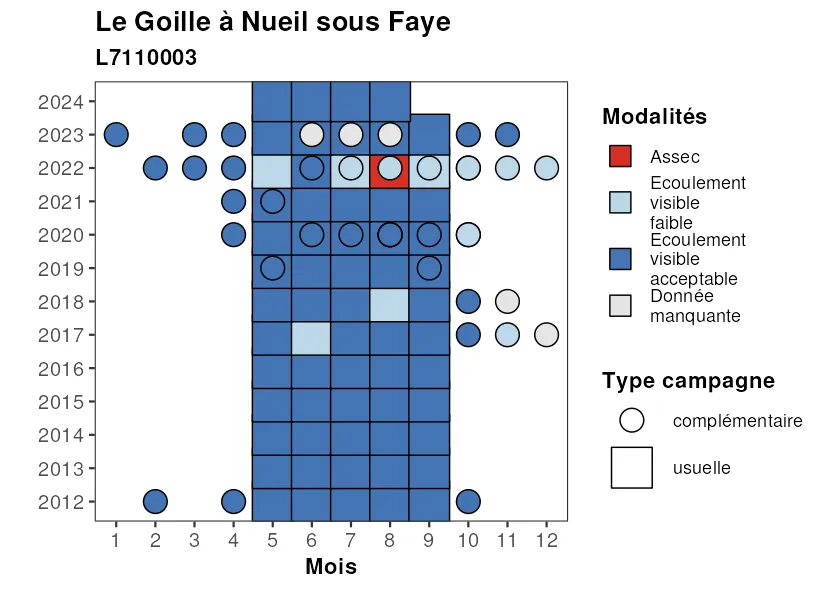 Le Goille à Nueil sous Faye
L7110003
2024
2023
2022
2021
2020
2019
2018
2017
2016
2015
2014
2013
2012
1 2 3 4 5 6 7 8 9 10 11 12
Mois
Modalités
Assec
Ecoulement
visible
faible
Ecoulement
visible
acceptable
Donnée
manquante
Type campagne
complémentaire
usuelle